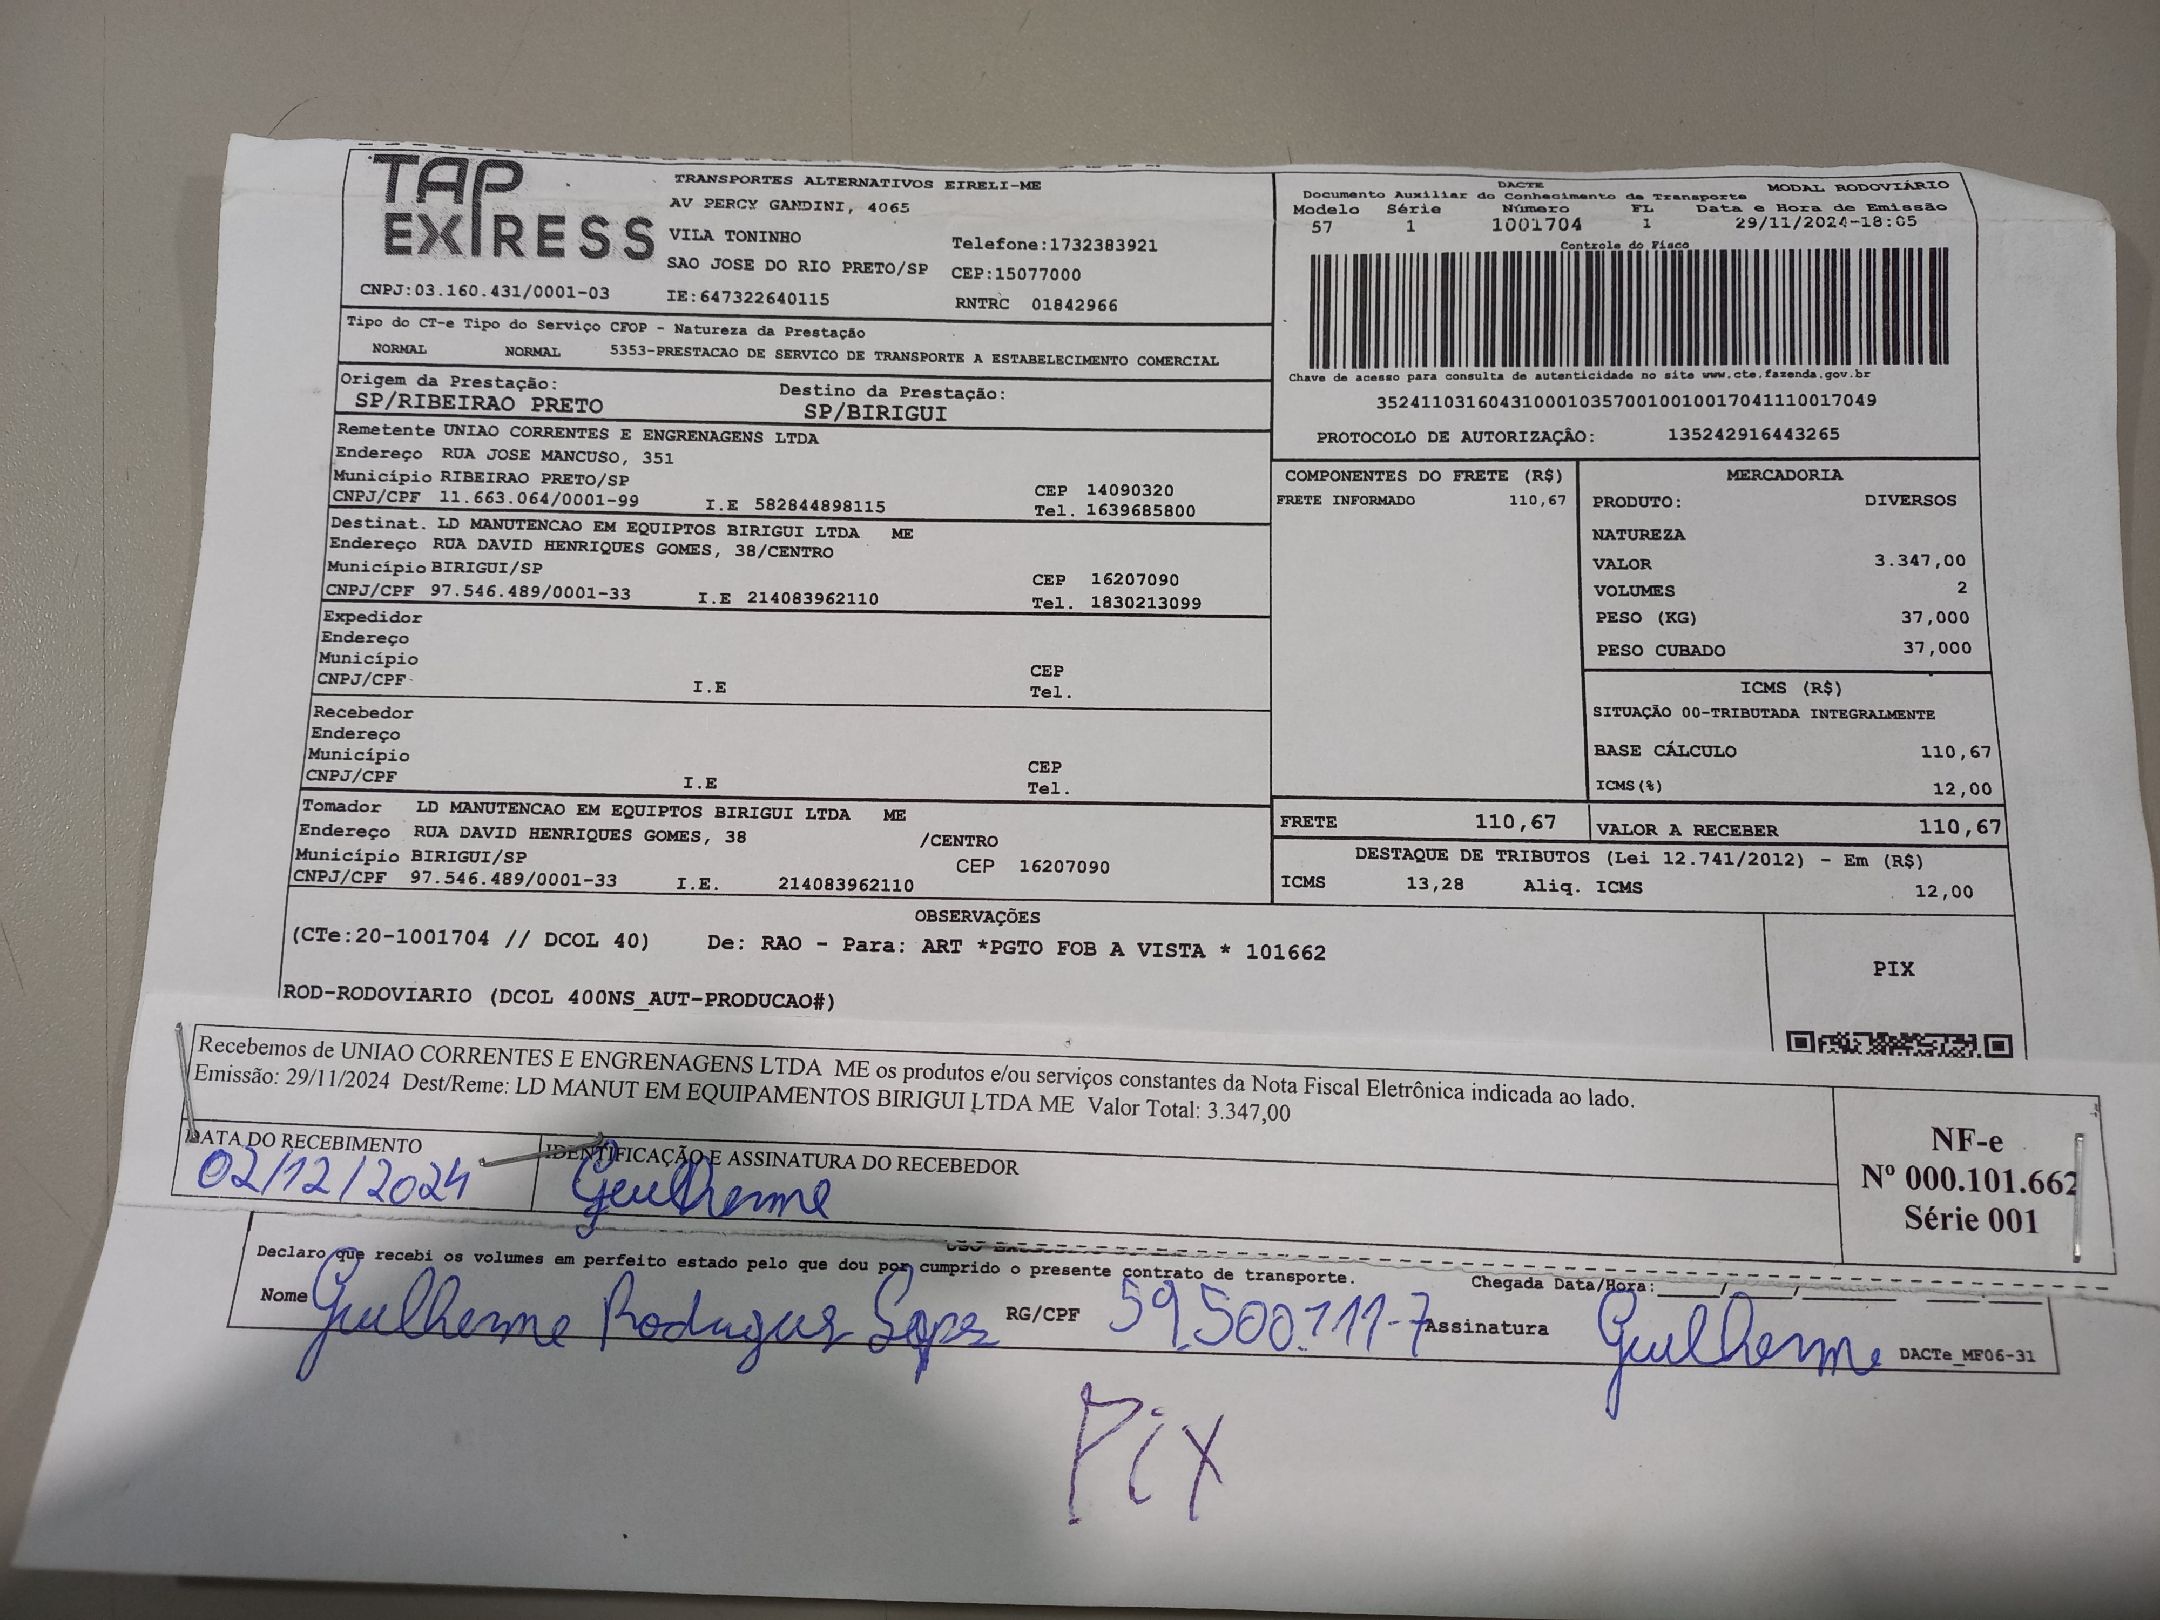 TAP
EXPRESS
TRANSPORTES ALTERNATIVOS EIRELI-ME
AV PERCY GANDINI, 4065
VILA TONINHO
Telefone:1732383921
SAO JOSE DO RIO PRETO/SP CEP:15077000
CNPJ:03.160.431/0001-03 IE:647322640115 RNTRC 01842966
DACTE MODAL RODOVIÁRIO
Documento Auxiliar do Conhecimento de Transporte
Modelo Série Número FL Data e Hora de Emissão
57 1 1001704 1 29/11/2024-18:05
Controle do Fisco
Chave de acesso para consulta de autenticidade no site www.cte.fazenda.gov.br
35241103160431000103570010010017041110017049
PROTOCOLO DE AUTORIZAÇÃO: 135242916443265
Tipo do CT-e Tipo do Serviço CFOP - Natureza da Prestação
NORMAL NORMAL 5353-PRESTACAO DE SERVICO DE TRANSPORTE A ESTABELECIMENTO COMERCIAL
Origem da Prestação: Destino da Prestação:
SP/RIBEIRAO PRETO SP/BIRIGUI
Remetente UNIAO CORRENTES E ENGRENAGENS LTDA
Endereço RUA JOSE MANCUSO, 351
Município RIBEIRAO PRETO/SP CEP 14090320
CNPJ/CPF 11.663.064/0001-99 I.E 582844898115 Tel. 1639685800
Destinat. LD MANUTENCAO EM EQUIPTOS BIRIGUI LTDA ME
Endereço RUA DAVID HENRIQUES GOMES, 38/CENTRO
Município BIRIGUI/SP CEP 16207090
CNPJ/CPF 97.546.489/0001-33 I.E 214083962110 Tel. 1830213099
Expedidor
Endereço
Município CEP
CNPJ/CPF I.E Tel.
Recebedor
Endereço
Município CEP
CNPJ/CPF I.E Tel.
Tomador LD MANUTENCAO EM EQUIPTOS BIRIGUI LTDA ME
Endereço RUA DAVID HENRIQUES GOMES, 38 /CENTRO
Município BIRIGUI/SP CEP 16207090
CNPJ/CPF 97.546.489/0001-33 I.E. 214083962110
COMPONENTES DO FRETE (R$)
FRETE INFORMADO 110,67
MERCADORIA
PRODUTO: DIVERSOS
NATUREZA
VALOR 3.347,00
VOLUMES 2
PESO (KG) 37,000
PESO CUBADO 37,000
ICMS (R$)
SITUAÇÃO 00-TRIBUTADA INTEGRALMENTE
BASE CÁLCULO 110,67
ICMS(%) 12,00
FRETE 110,67 VALOR A RECEBER 110,67
DESTAQUE DE TRIBUTOS (Lei 12.741/2012) - Em (R$)
ICMS 13,28 Aliq. ICMS 12,00
OBSERVAÇÕES
(CTe:20-1001704 // DCOL 40) De: RAO - Para: ART *PGTO FOB A VISTA * 101662
ROD-RODOVIARIO (DCOL 400NS_AUT-PRODUCAO#)
PIX
Recebemos de UNIAO CORRENTES E ENGRENAGENS LTDA ME os produtos e/ou serviços constantes da Nota Fiscal Eletrônica indicada ao lado.
Emissão: 29/11/2024 Dest/Reme: LD MANUT EM EQUIPAMENTOS BIRIGUI LTDA ME Valor Total: 3.347,00
DATA DO RECEBIMENTO IDENTIFICAÇÃO E ASSINATURA DO RECEBEDOR
02/12/2024 Guilherme
NF-e
Nº 000.101.662
Série 001
Declaro que recebi os volumes em perfeito estado pelo que dou por cumprido o presente contrato de transporte. Chegada Data/Hora:
Nome Guilherme Rodrigues Lopes RG/CPF 59.500.111-7 Assinatura Guilherme DACTe_MF06-31
Pix